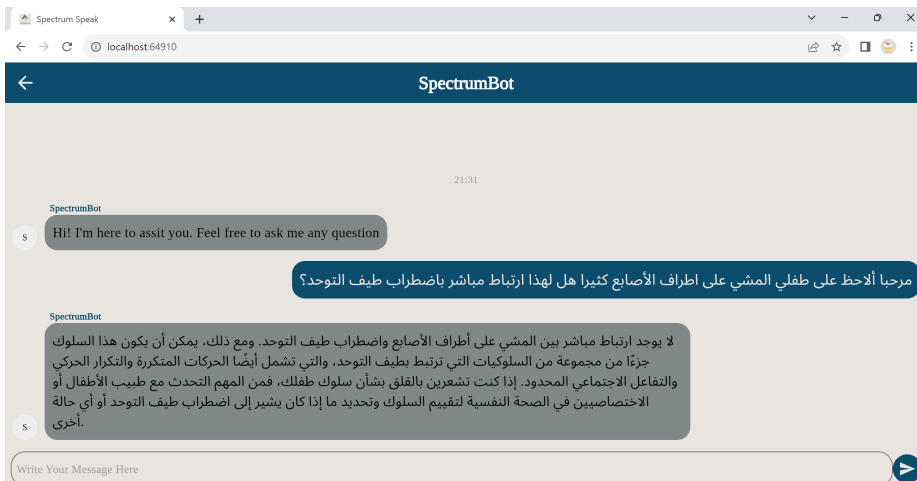 Spectrum Speak
localhost:64910
SpectrumBot
21:31
SpectrumBot
S
Hi! I'm here to assit you. Feel free to ask me any question
مرحبا ألاحظ على طفلي المشي على اطراف الأصابع كثيرا هل لهذا ارتباط مباشر باضطراب طيف التوحد؟
SpectrumBot
لا يوجد ارتباط مباشر بين المشي على أطراف الأصابع واضطراب طيف التوحد. ومع ذلك، يمكن أن يكون هذا السلوك
جزءًا من مجموعة من السلوكيات التي ترتبط بطيف التوحد، والتي تشمل أيضًا الحركات المتكررة والتكرار الحركي
والتفاعل الاجتماعي المحدود. إذا كنت تشعرين بالقلق بشأن سلوك طفلك، فمن المهم التحدث مع طبيب الأطفال أو
الاختصاصيين في الصحة النفسية لتقييم السلوك وتحديد ما إذا كان يشير إلى اضطراب طيف التوحد أو أي حالة
أخرى.
S
Write Your Message Here